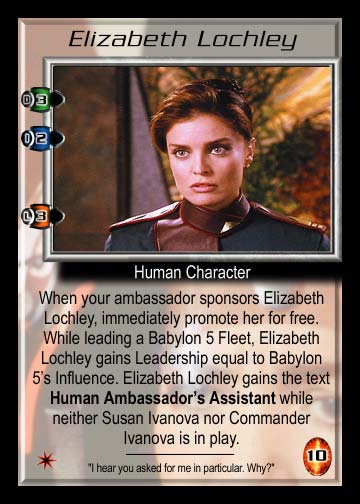 Elizabeth Lochley
D 3
I 2
L 3
Human Character
When your ambassador sponsors Elizabeth
Lochley, immediately promote her for free.
While leading a Babylon 5 Fleet, Elizabeth
Lochley gains Leadership equal to Babylon
5's Influence. Elizabeth Lochley gains the text
Human Ambassador's Assistant while
neither Susan Ivanova nor Commander
Ivanova is in play.
10
"I hear you asked for me in particular. Why?"